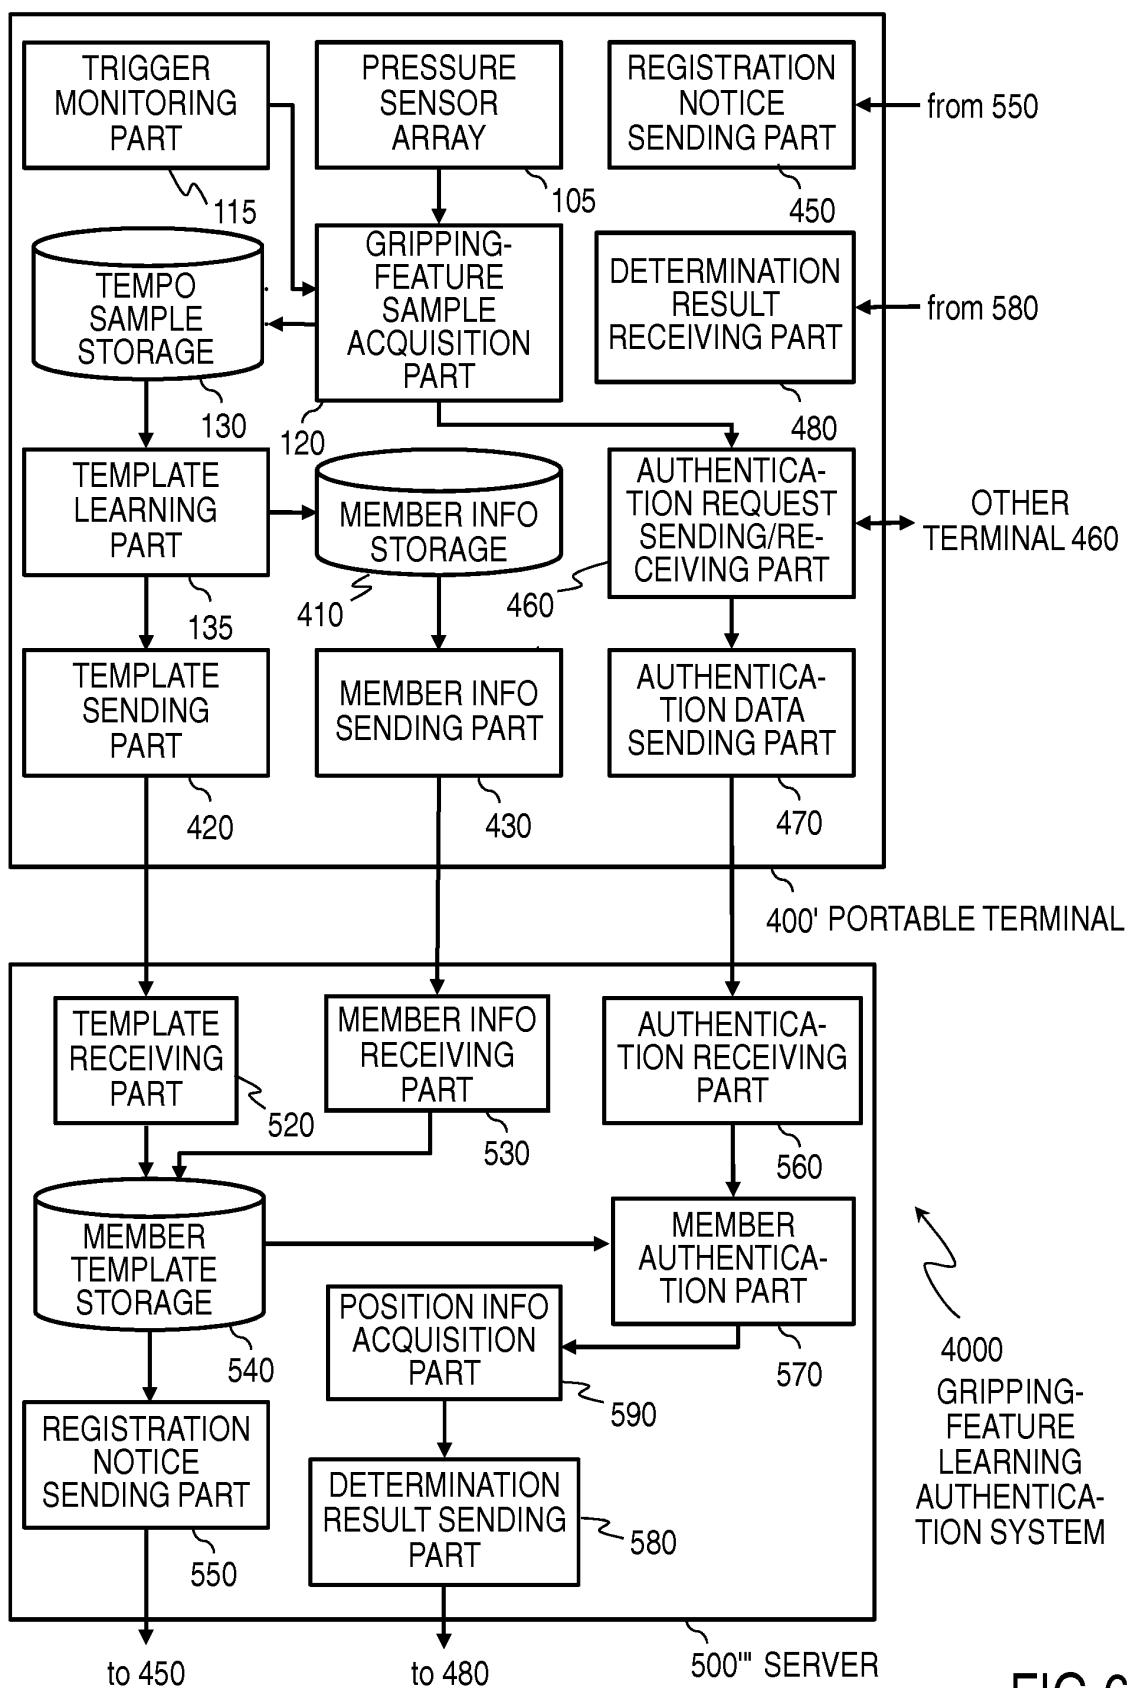 TRIGGER
MONITORING
PART
115
PRESSURE
SENSOR
ARRAY
105
REGISTRATION
NOTICE
SENDING PART
450
from 550
TEMPO
SAMPLE
STORAGE
130
GRIPPING-
FEATURE
SAMPLE
ACQUISITION
PART
120
DETERMINATION
RESULT
RECEIVING PART
480
from 580
TEMPLATE
LEARNING
PART
135
MEMBER INFO
STORAGE
410
AUTHENTICA-
TION REQUEST
SENDING/RE-
CEIVING PART
460
OTHER
TERMINAL 460
TEMPLATE
SENDING
PART
420
MEMBER INFO
SENDING PART
430
AUTHENTICA-
TION DATA
SENDING PART
470
400' PORTABLE TERMINAL
TEMPLATE
RECEIVING
PART
520
MEMBER INFO
RECEIVING
PART
530
AUTHENTICA-
TION RECEIVING
PART
560
MEMBER
TEMPLATE
STORAGE
540
MEMBER
AUTHENTICA-
TION PART
570
POSITION INFO
ACQUISITION
PART
590
REGISTRATION
NOTICE
SENDING PART
550
DETERMINATION
RESULT SENDING
PART
580
4000
GRIPPING-
FEATURE
LEARNING
AUTHENTICA-
TION SYSTEM
to 450
to 480
500''' SERVER